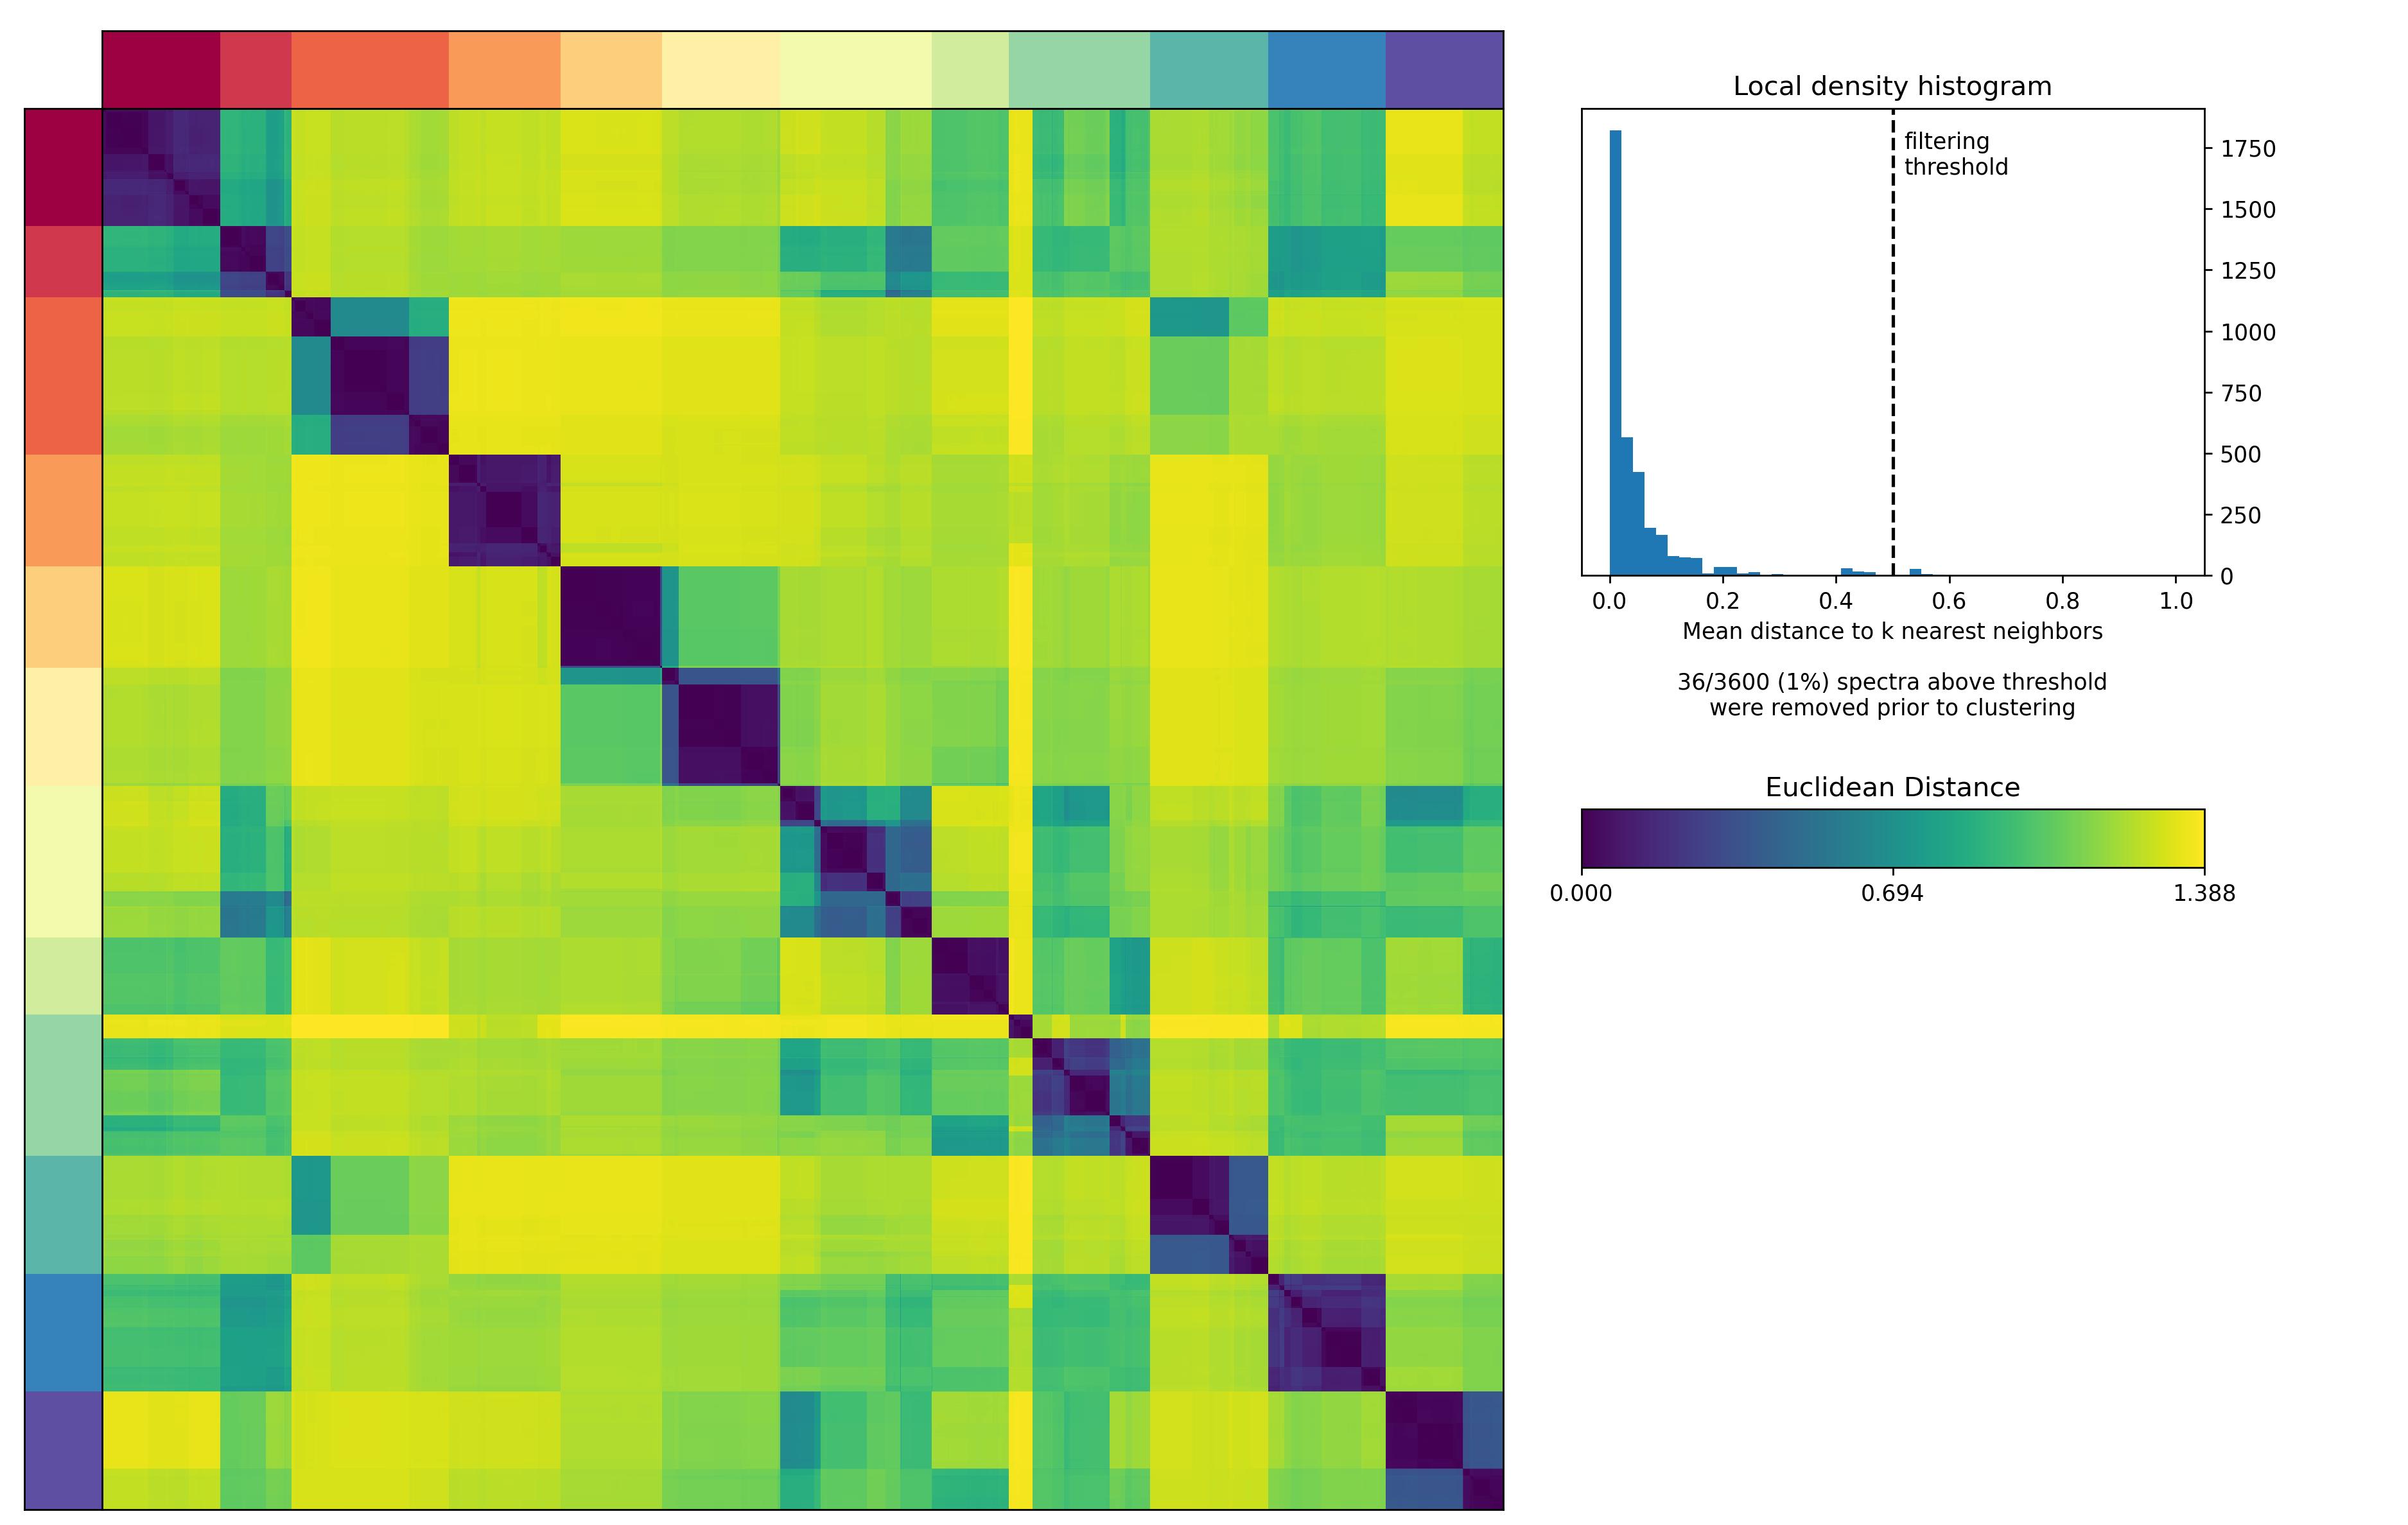 Local density histogram
filtering
threshold
1750
1500
1250
1000
750
500
250
0
0.0 0.2 0.4 0.6 0.8 1.0
Mean distance to k nearest neighbors
36/3600 (1%) spectra above threshold
were removed prior to clustering
Euclidean Distance
0.000 0.694 1.388